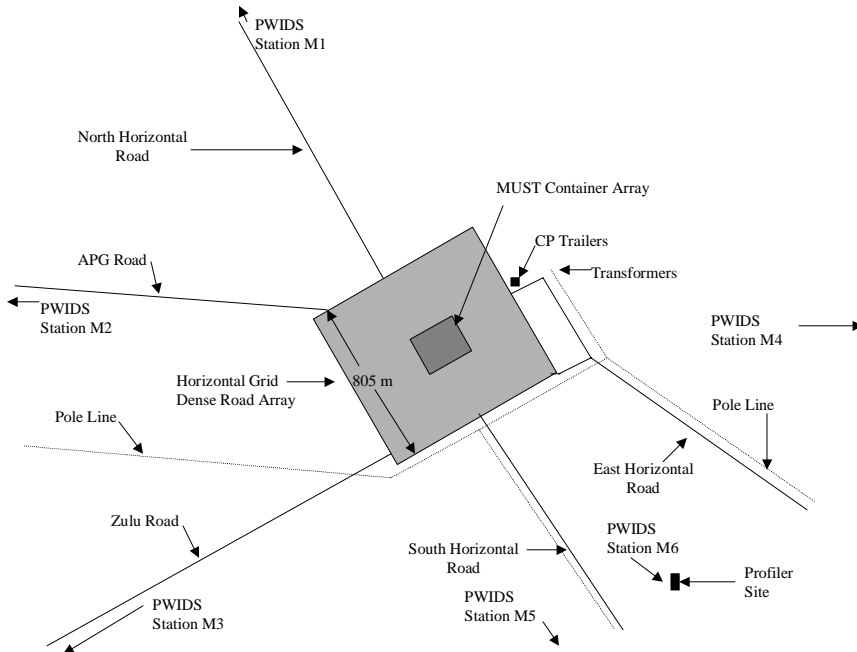 PWIDS
Station M1
North Horizontal
Road
MUST Container Array
CP Trailers
APG Road
Transformers
PWIDS
Station M2
PWIDS
Station M4
Horizontal Grid
Dense Road Array
805 m
Pole Line
Pole Line
East Horizontal
Road
Zulu Road
South Horizontal
Road
PWIDS
Station M6
Profiler
Site
PWIDS
Station M3
PWIDS
Station M5